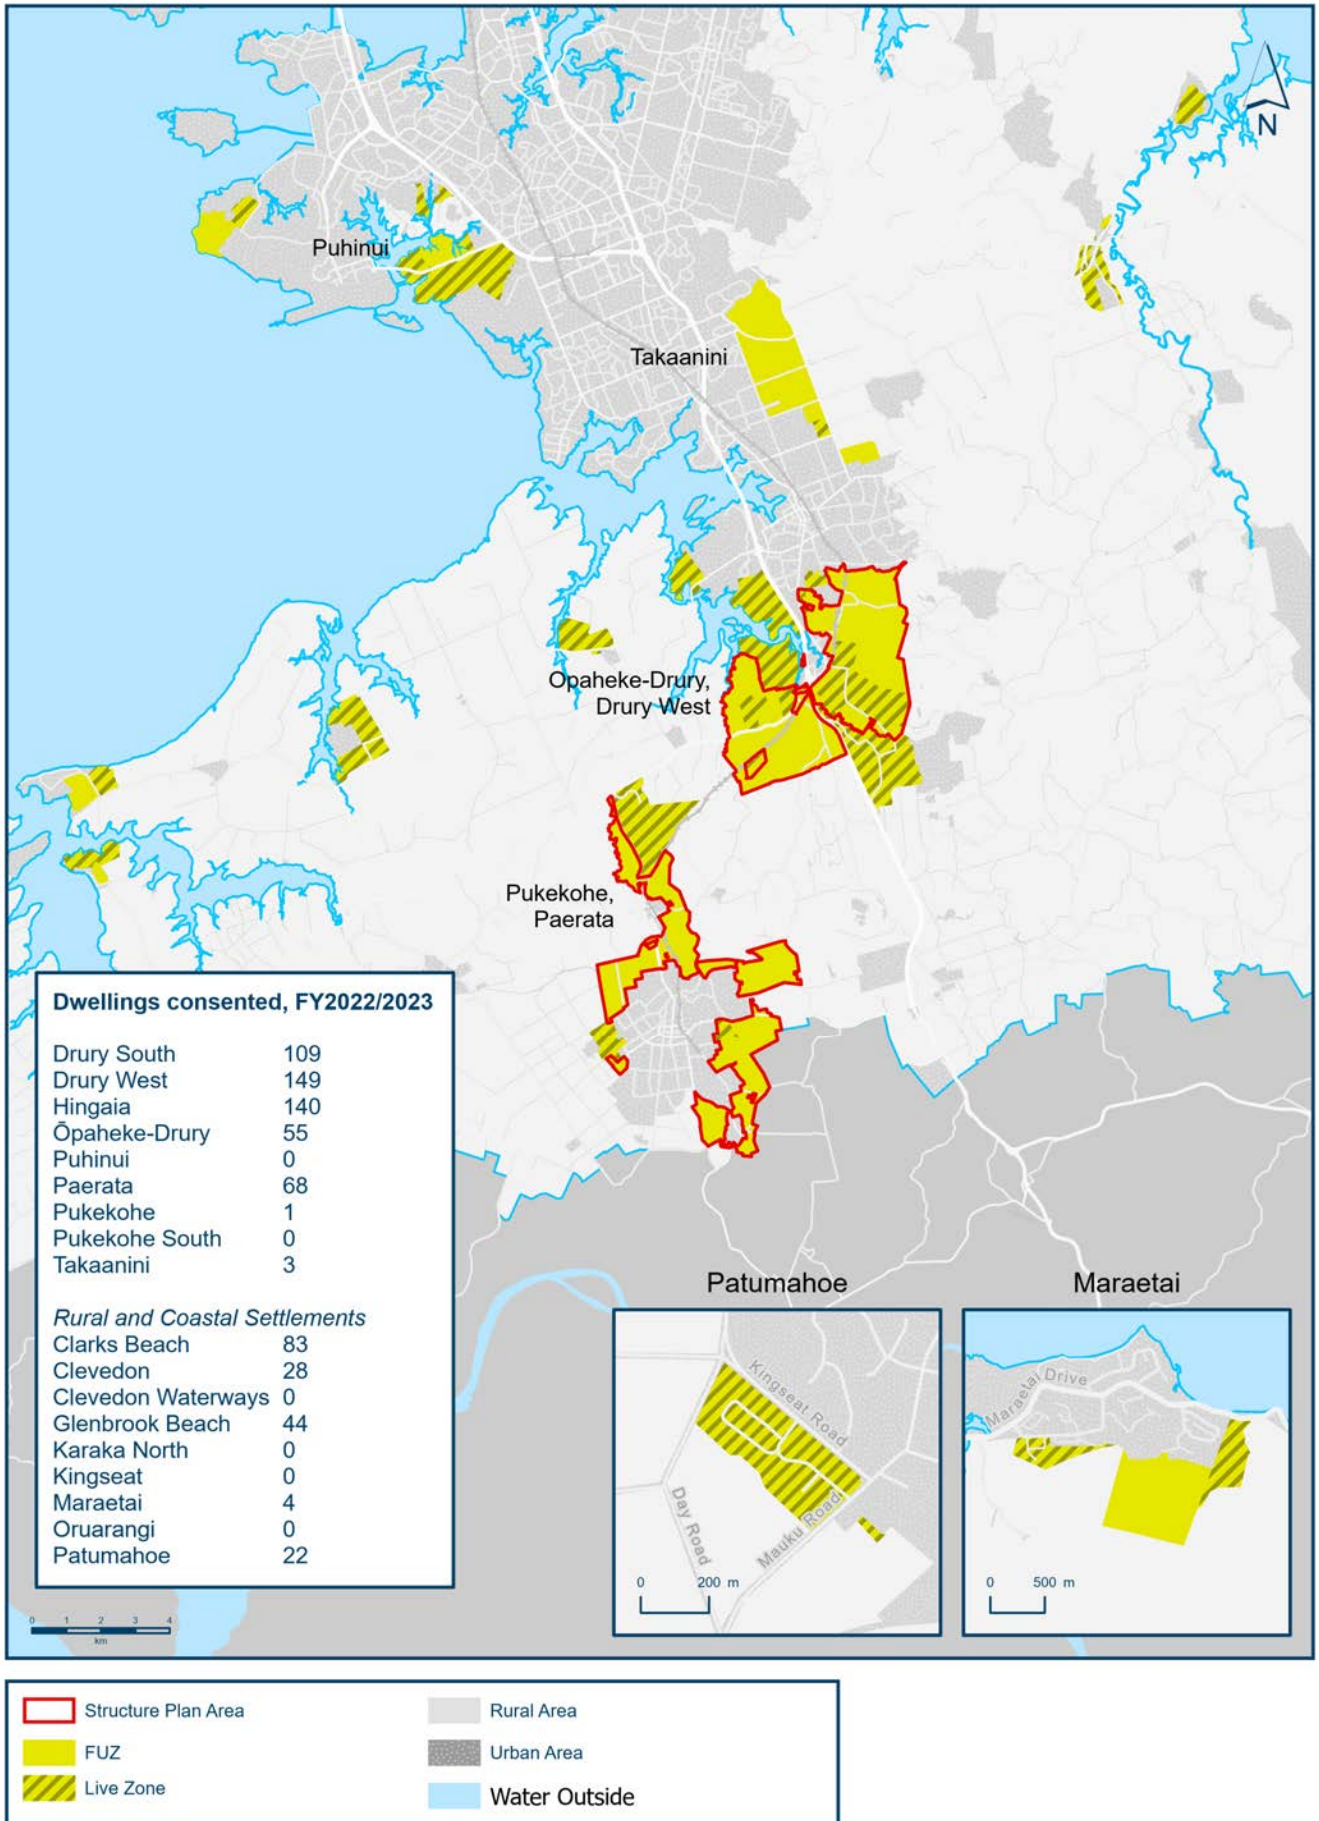 N
Puhinui
Takaanini
Opaheke-Drury,
Drury West
Pukekohe,
Paerata
Dwellings consented, FY2022/2023
Drury South 109
Drury West 149
Hingaia 140
Ōpaheke-Drury 55
Puhinui 0
Paerata 68
Pukekohe 1
Pukekohe South 0
Takaanini 3
Rural and Coastal Settlements
Clarks Beach 83
Clevedon 28
Clevedon Waterways 0
Glenbrook Beach 44
Karaka North 0
Kingseat 0
Maraetai 4
Oruarangi 0
Patumahoe 22
0 1 2 3 4
km
Patumahoe
Kingseat Road
Day Road
Mauku Road
0 200 m
Maraetai
Maraetai Drive
0 500 m
Structure Plan Area
FUZ
Live Zone
Rural Area
Urban Area
Water Outside